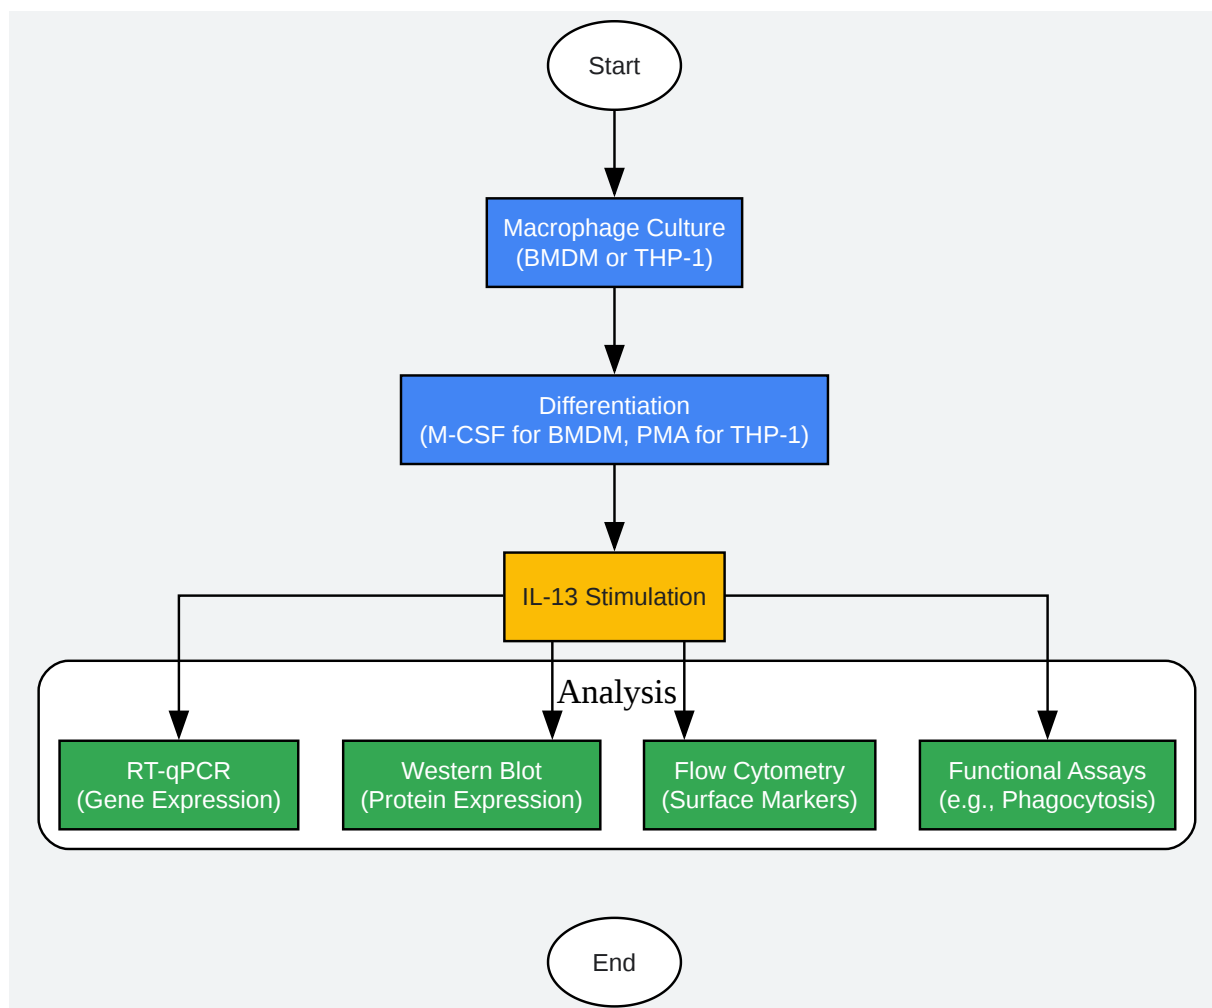 Start
Macrophage Culture
(BMDM or THP-1)
Differentiation
(M-CSF for BMDM, PMA for THP-1)
IL-13 Stimulation
Analysis
RT-qPCR
(Gene Expression)
Western Blot
(Protein Expression)
Flow Cytometry
(Surface Markers)
Functional Assays
(e.g., Phagocytosis)
End